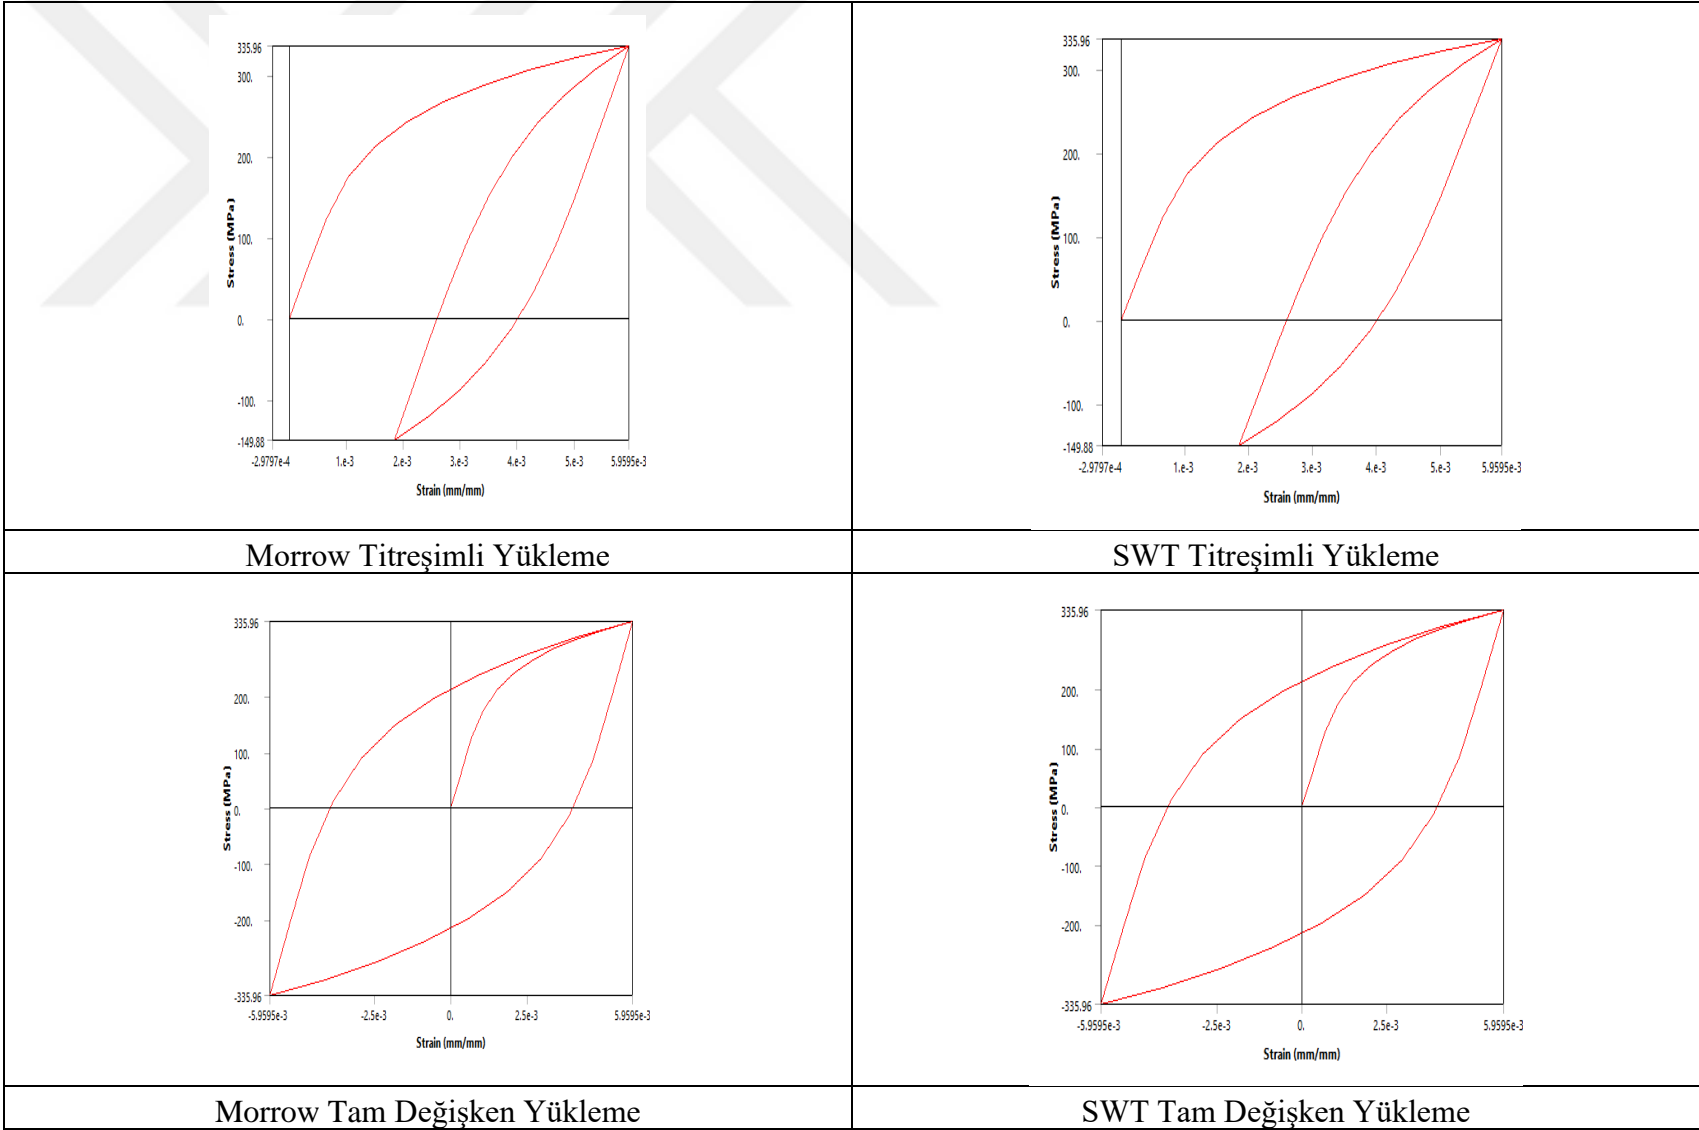 335.96
300.
200.
100.
0.
-100.
-149.88
Stress (MPa)
-2.9797e-4
1.e-3
2.e-3
3.e-3
4.e-3
5.e-3
5.9595e-3
Strain (mm/mm)
335.96
300.
200.
100.
0.
-100.
-149.88
Stress (MPa)
-2.9797e-4
1.e-3
2.e-3
3.e-3
4.e-3
5.e-3
5.9595e-3
Strain (mm/mm)
Morrow Titreşimli Yükleme
SWT Titreşimli Yükleme
335.96
200.
100.
0.
-100.
-200.
-335.96
Stress (MPa)
-5.9595e-3
-2.5e-3
0.
2.5e-3
5.9595e-3
Strain (mm/mm)
335.96
200.
100.
0.
-100.
-200.
-335.96
Stress (MPa)
-5.9595e-3
-2.5e-3
0.
2.5e-3
5.9595e-3
Strain (mm/mm)
Morrow Tam Değişken Yükleme
SWT Tam Değişken Yükleme